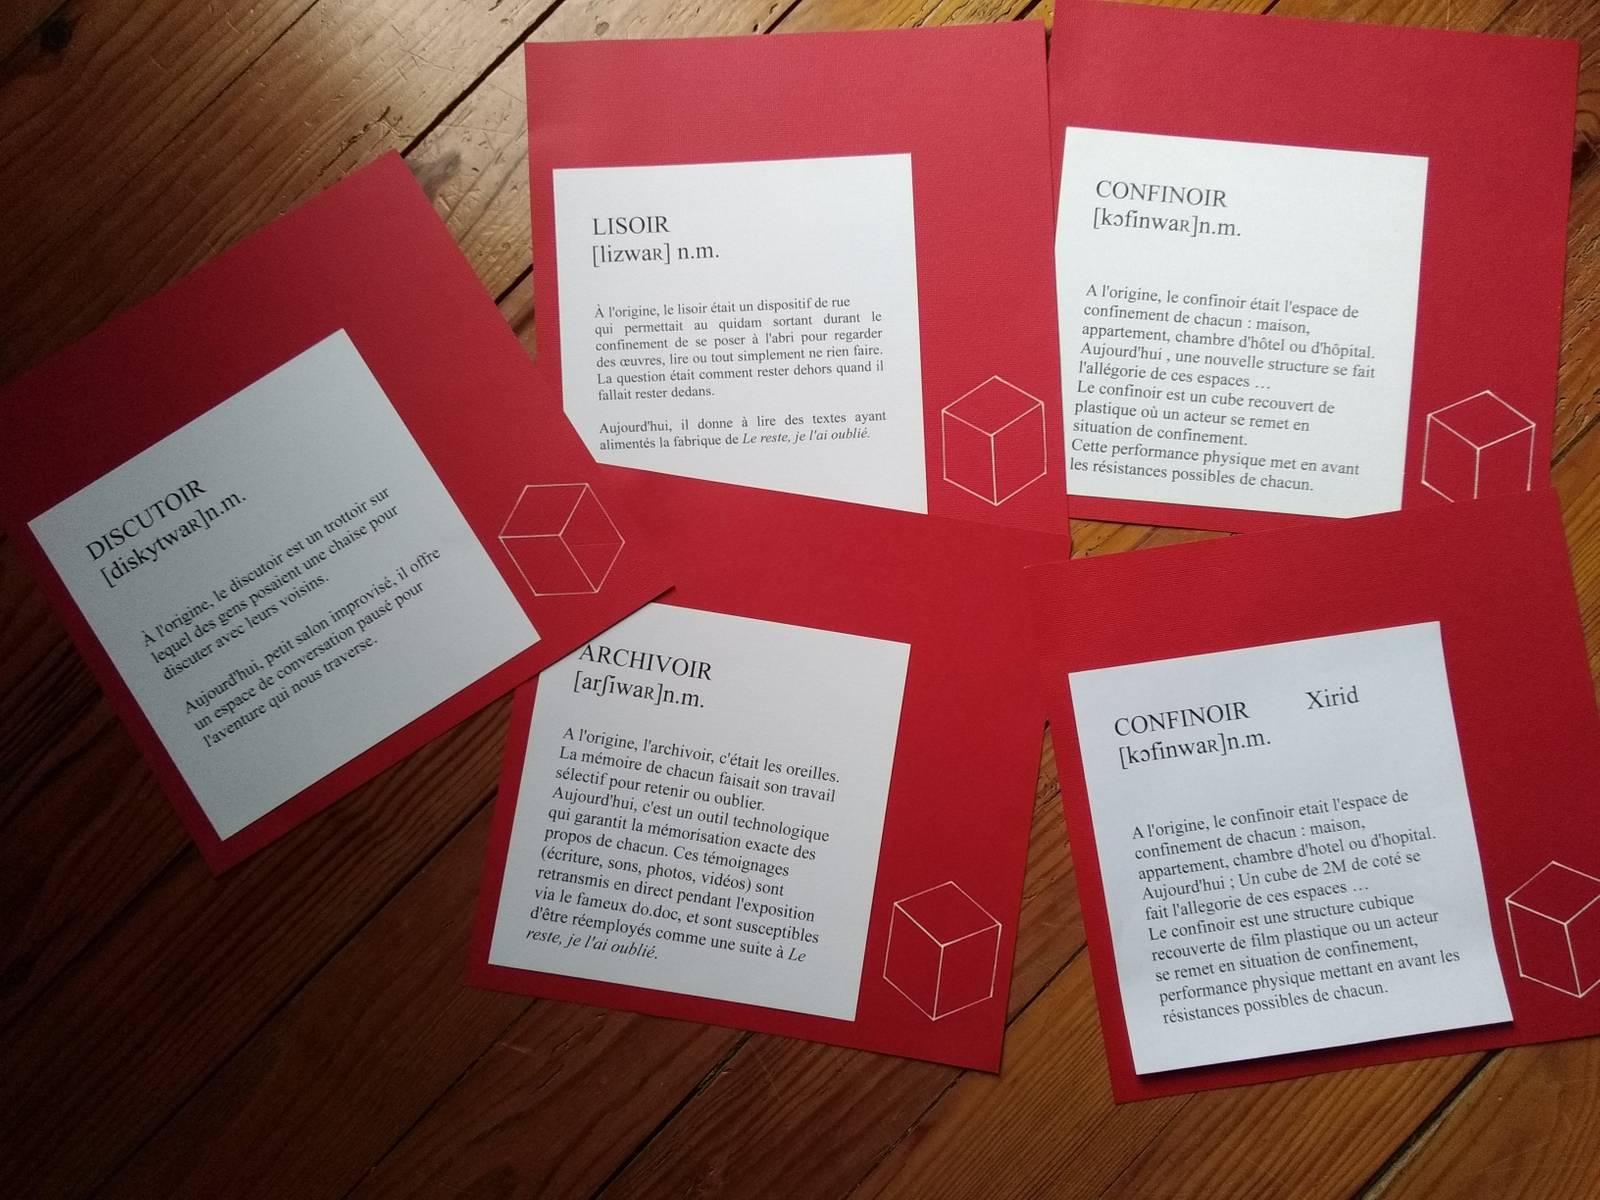 DISCUTOIR
[diskytwaʀ]n.m.
À l'origine, le discutoir est un trottoir sur
lequel des gens posaient une chaise pour
discuter avec leurs voisins.
Aujourd'hui, petit salon improvisé, il offre
un espace de conversation pausé pour
l'aventure qui nous traverse.
LISOIR
[lizwaʀ] n.m.
À l'origine, le lisoir était un dispositif de rue
qui permettait au quidam sortant durant le
confinement de se poser à l'abri pour regarder
des œuvres, lire ou tout simplement ne rien faire.
La question était comment rester dehors quand il
fallait rester dedans.
Aujourd'hui, il donne à lire des textes ayant
alimentés la fabrique de Le reste, je l'ai oublié.
CONFINOIR
[kɔfinwaʀ]n.m.
A l'origine, le confinoir était l'espace de
confinement de chacun : maison,
appartement, chambre d'hôtel ou d'hôpital.
Aujourd'hui , une nouvelle structure se fait
l'allégorie de ces espaces …
Le confinoir est un cube recouvert de
plastique où un acteur se remet en
situation de confinement.
Cette performance physique met en avant
les résistances possibles de chacun.
ARCHIVOIR
[arʃiwaʀ]n.m.
A l'origine, l'archivoir, c'était les oreilles.
La mémoire de chacun faisait son travail
sélectif pour retenir ou oublier.
Aujourd'hui, c'est un outil technologique
qui garantit la mémorisation exacte des
propos de chacun. Ces témoignages
(écriture, sons, photos, vidéos) sont
retransmis en direct pendant l'exposition
via le fameux do.doc, et sont susceptibles
d'être réemployés comme une suite à Le
reste, je l'ai oublié.
CONFINOIR Xirid
[kɔfinwaʀ]n.m.
A l'origine, le confinoir etait l'espace de
confinement de chacun : maison,
appartement, chambre d'hotel ou d'hopital.
Aujourd'hui ; Un cube de 2M de coté se
fait l'allegorie de ces espaces …
Le confinoir est une structure cubique
recouverte de film plastique ou un acteur
se remet en situation de confinement,
performance physique mettant en avant les
résistances possibles de chacun.